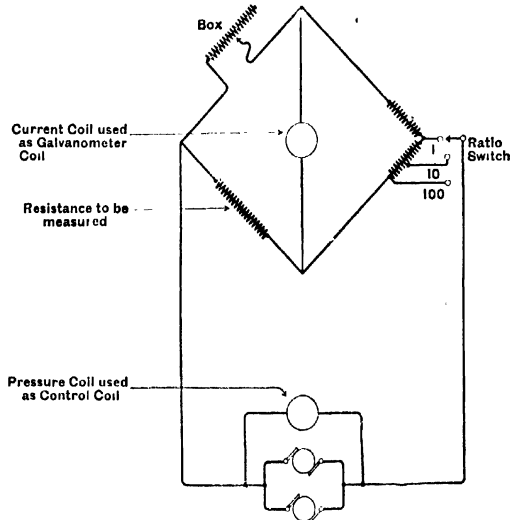 Box
Current Coil used
as Galvanometer
Coil
1
Ratio
Switch
10
100
Resistance to be
measured
Pressure Coil used
as Control Coil